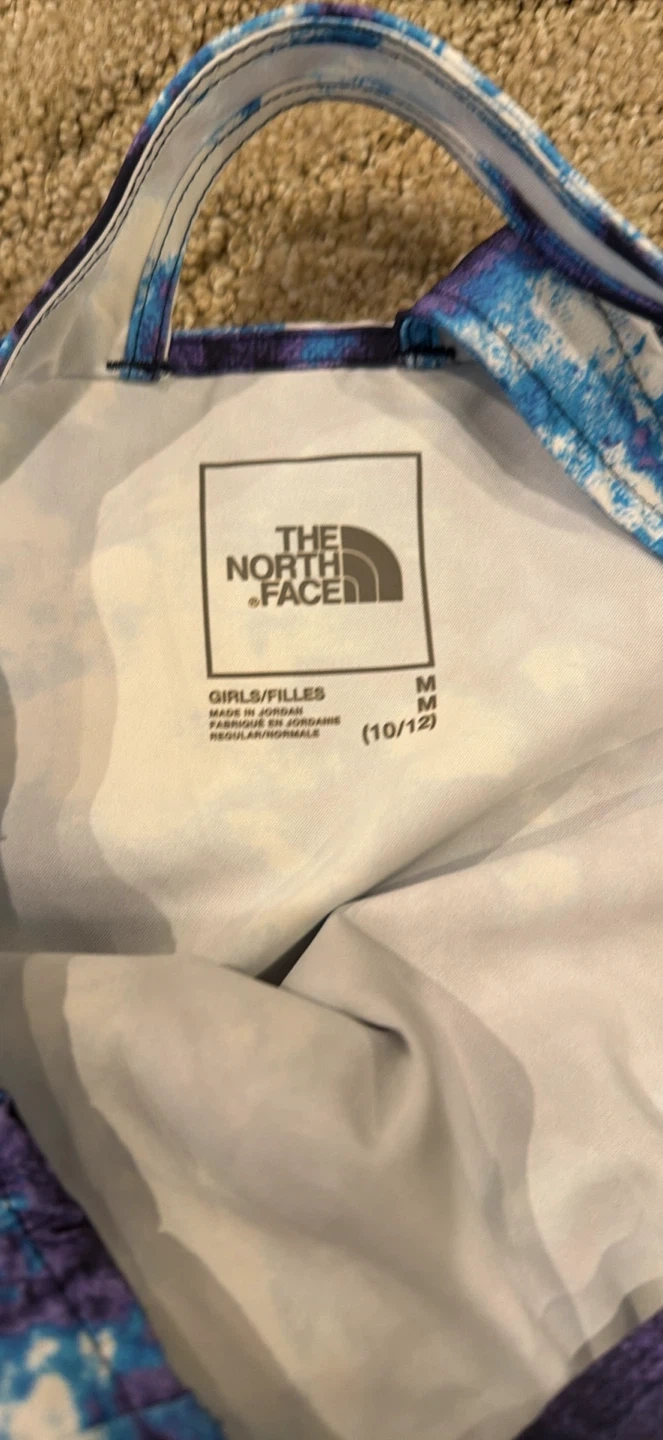 THE
NORTH
®FACE
GIRLS/FILLES M
MADE IN JORDAN M
FABRIQUÉ EN JORDANIE
REGULAR/NORMALE (10/12)